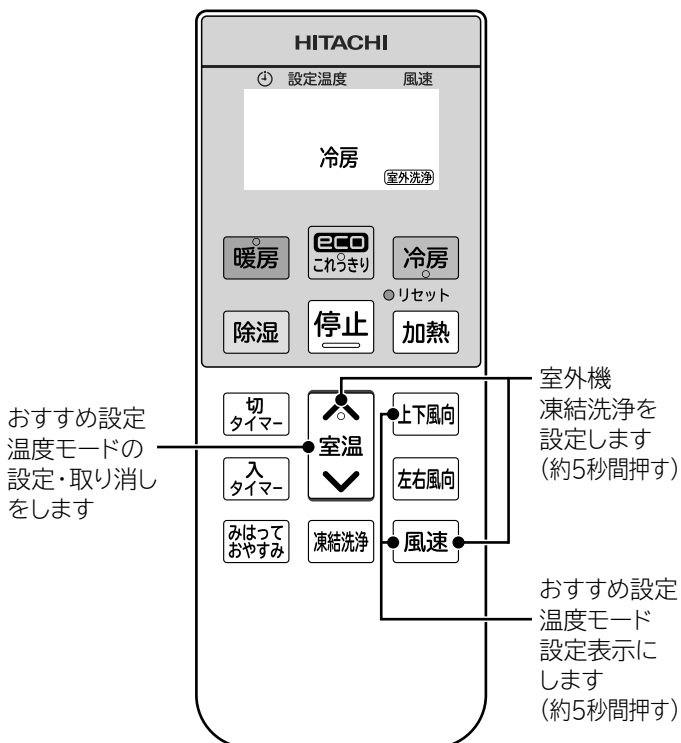 HITACHI
設定温度 風速
冷房
室外洗浄
暖房
eco
これっきり
冷房
リセット
除湿
停止
加熱
切
タイマー
室温
上下風向
入
タイマー
左右風向
みはって
おやすみ
凍結洗浄
風速
おすすめ設定
温度モードの
設定・取り消し
をします
室外機
凍結洗浄を
設定します
（約5秒間押す）
おすすめ設定
温度モード
設定表示に
します
（約5秒間押す）